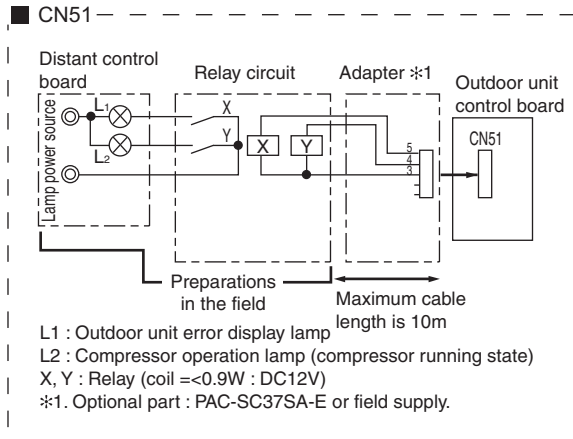 CN51
Distant control
board
Relay circuit
Adapter ✻1
Outdoor unit
control board
Lamp power source
L1
L2
X
Y
X
Y
5
4
3
CN51
Preparations
in the field
Maximum cable
length is 10m
L1 : Outdoor unit error display lamp
L2 : Compressor operation lamp (compressor running state)
X, Y : Relay (coil =<0.9W : DC12V)
✻1. Optional part : PAC-SC37SA-E or field supply.